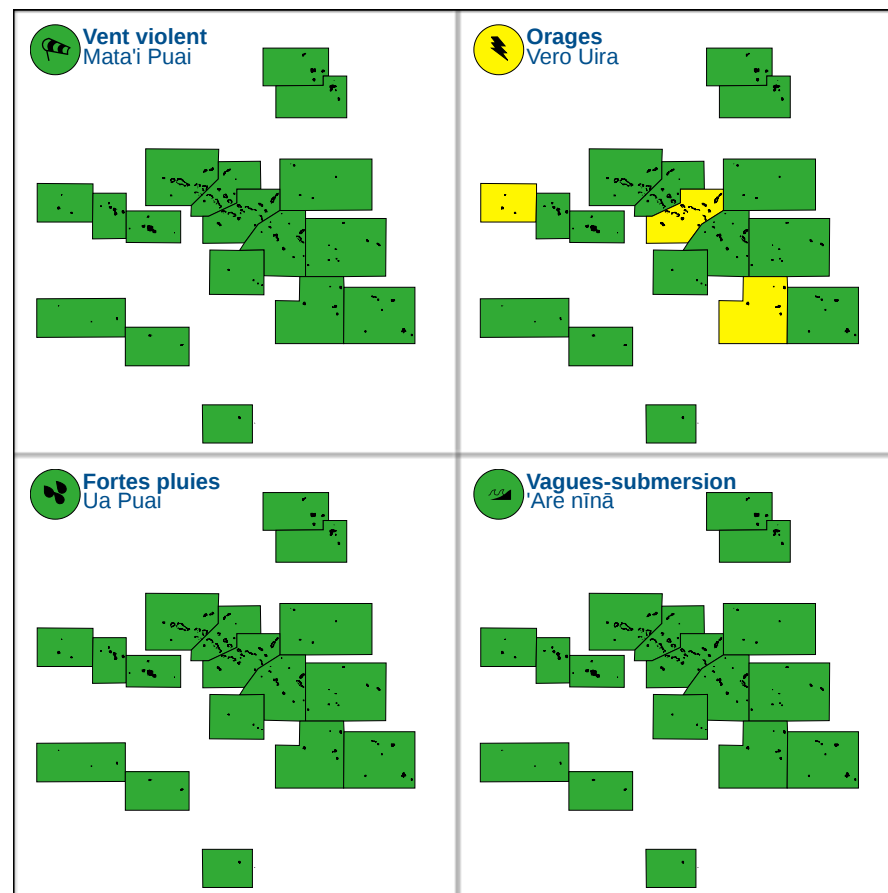 Vent violent
Mata'i Puai
Orages
Vero Uira
Fortes pluies
Ua Puai
Vagues-submersion
'Are nīnā